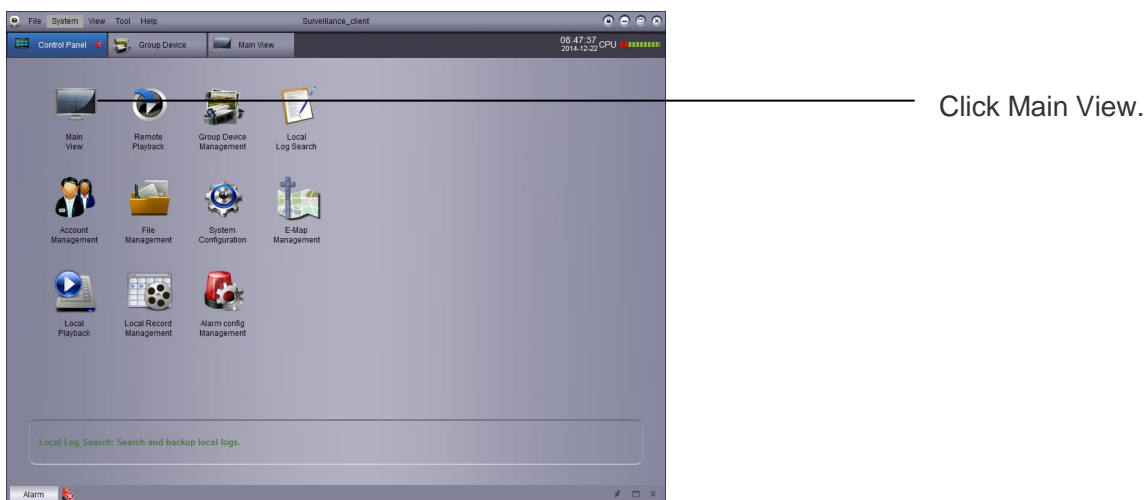 File System View Tool Help Surveillance_client
Control Panel Group Device Main View 08:47:37 CPU
2014-12-22
Click Main View.
Main Remote Group Device Local
View Playback Management Log Search
Account File System E-Map
Management Management Configuration Management
Local Local Record Alarm config
Playback Management Management
Local Log Search: Search and backup local logs.
Alarm